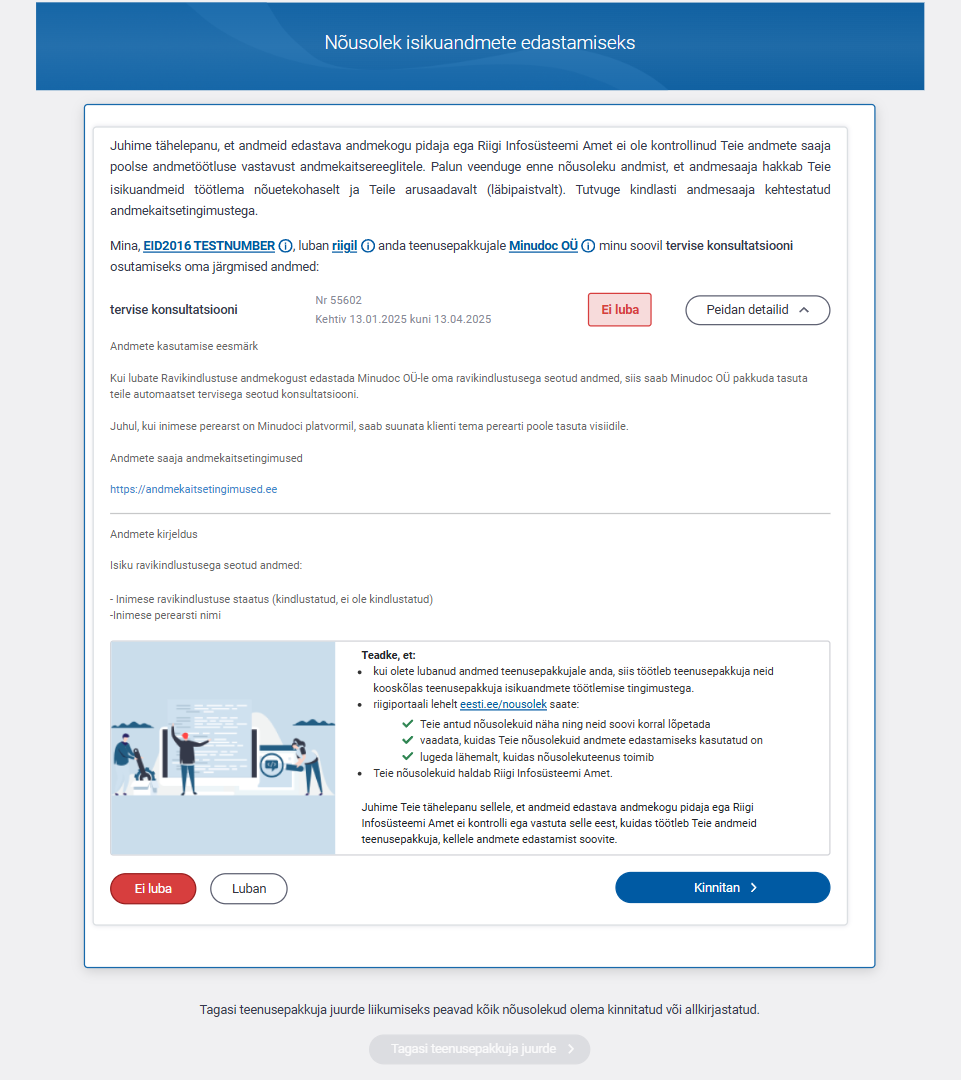 Nõusolek isikuandmete edastamiseks
Juhime tähelepanu, et andmeid edastava andmekogu pidaja ega Riigi Infosüsteemi Amet ei ole kontrollinud Teie andmete saaja
poolse andmetöötluse vastavust andmekaitsereeglitele. Palun veenduge enne nõusoleku andmist, et andmesaaja hakkab Teie
isikuandmeid töötlema nõuetekohaselt ja Teile arusaadavalt (läbipaistvalt). Tutvuge kindlasti andmesaaja kehtestatud
andmekaitsetingimustega.
Mina, EID2016 TESTNUMBER, luban riigil anda teenusepakkujale Minudoc OÜ minu soovil tervise konsultatsiooni
osutamiseks oma järgmised andmed:
tervise konsultatsiooni
Nr 55602
Kehtiv 13.01.2025 kuni 13.04.2025
Ei luba
Peidan detailid
Andmete kasutamise eesmärk
Kui lubate Ravikindlustuse andmekogust edastada Minudoc OÜ-le oma ravikindlustusega seotud andmed, siis saab Minudoc OÜ pakkuda tasuta
teile automaatset tervisega seotud konsultatsiooni.
Juhul, kui inimese perearst on Minudoci platvormil, saab suunata klienti tema perearti poole tasuta visiidile.
Andmete saaja andmekaitsetingimused
https://andmekaitsetingimused.ee
Andmete kirjeldus
Isiku ravikindlustusega seotud andmed:
- Inimese ravikindlustuse staatus (kindlustatud, ei ole kindlustatud)
-Inimese perearsti nimi
Teadke, et:
• kui olete lubanud andmed teenusepakkujale anda, siis töötleb teenusepakkuja neid
kooskõlas teenusepakkuja isikuandmete töötlemise tingimustega.
• riigiportaali lehelt eesti.ee/nousolek saate:
✓ Teie antud nõusolekuid näha ning neid soovi korral lõpetada
✓ vaadata, kuidas Teie nõusolekuid andmete edastamiseks kasutatud on
✓ lugeda lähemalt, kuidas nõusolekuteenus toimib
• Teie nõusolekuid haldab Riigi Infosüsteemi Amet.
Juhime Teie tähelepanu sellele, et andmeid edastava andmekogu pidaja ega Riigi
Infosüsteemi Amet ei kontrolli ega vastuta selle eest, kuidas töötleb Teie andmeid
teenusepakkuja, kellele andmete edastamist soovite.
Ei luba
Luban
Kinnitan
Tagasi teenusepakkuja juurde liikumiseks peavad kõik nõusolekud olema kinnitatud või allkirjastatud.
Tagasi teenusepakkuja juurde